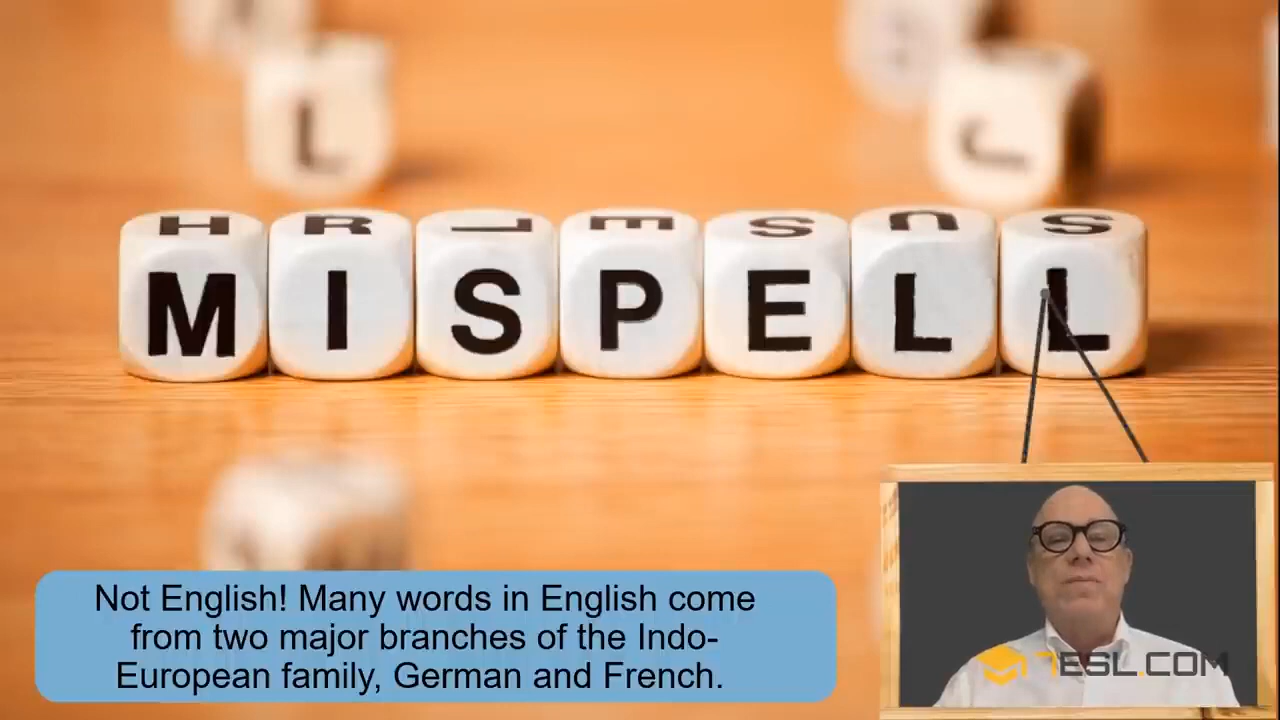 L
H R J E S U S
MISPELL
Not English! Many words in English come
from two major branches of the Indo-
European family, German and French.
7ESL.COM